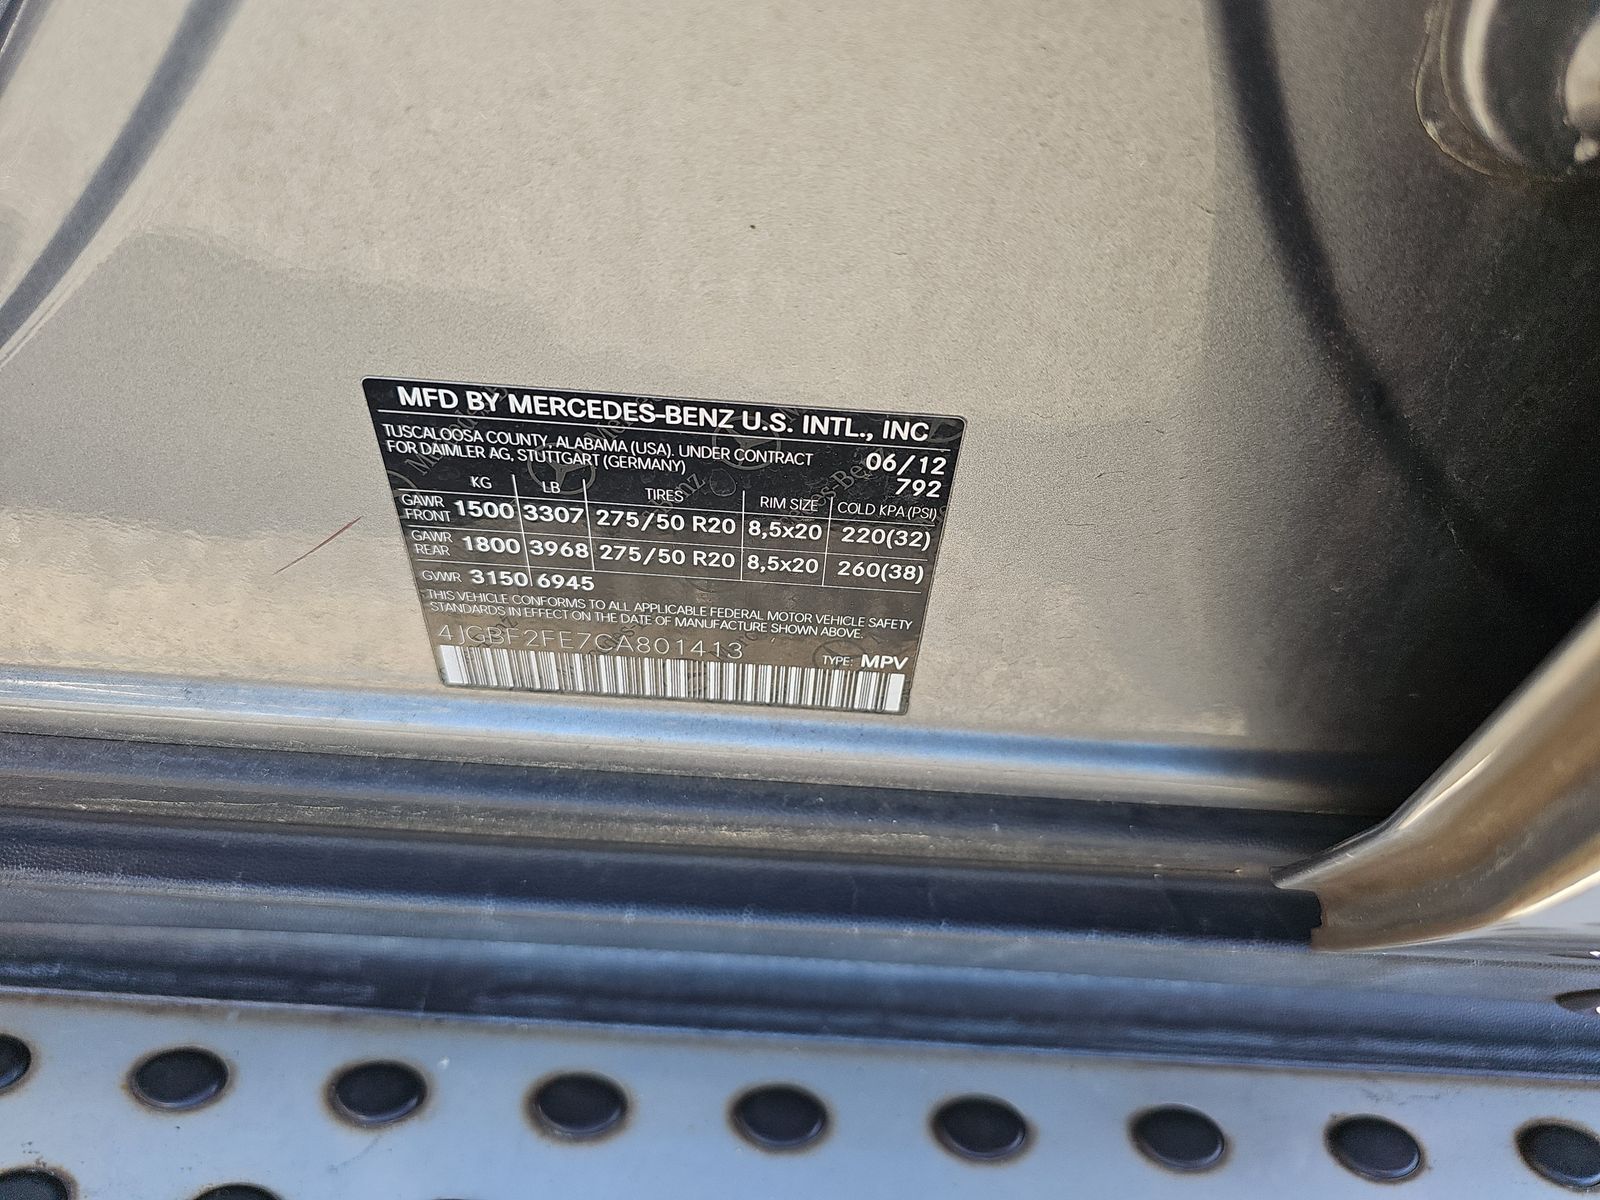 MFD BY MERCEDES-BENZ U.S. INTL., INC
TUSCALOOSA COUNTY, ALABAMA (USA). UNDER CONTRACT
FOR DAIMLER AG, STUTTGART (GERMANY)
06/12
792
KG LB TIRES RIM SIZE COLD KPA (PSI)
GAWR FRONT 1500 3307 275/50 R20 8,5x20 220(32)
GAWR REAR 1800 3968 275/50 R20 8,5x20 260(38)
GVWR 3150 6945
THIS VEHICLE CONFORMS TO ALL APPLICABLE FEDERAL MOTOR VEHICLE SAFETY
STANDARDS IN EFFECT ON THE DATE OF MANUFACTURE SHOWN ABOVE.
4JGBF2FE7CA801413
TYPE: MPV